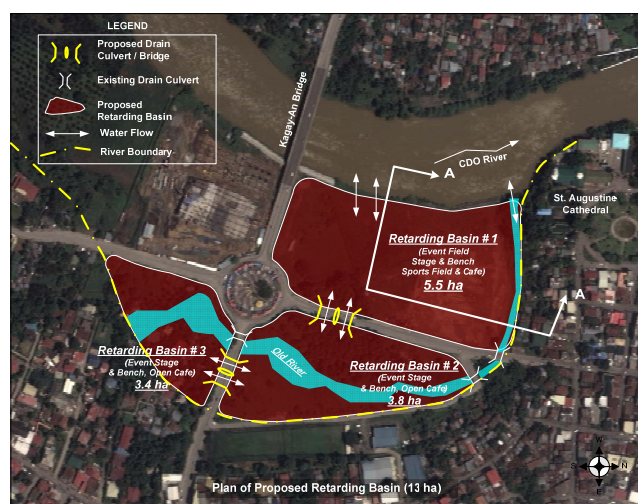 LEGEND
Proposed Drain
Culvert / Bridge
Existing Drain Culvert
Proposed
Retarding Basin
Water Flow
River Boundary
Kagay-An Bridge
CDO River
A
St. Augustine
Cathedral
Retarding Basin # 1
(Event Field
Stage & Bench
Sports Field & Cafe)
5.5 ha
A
Retarding Basin # 3
(Event Stage
& Bench, Open Cafe)
3.4 ha
Old River
Retarding Basin # 2
(Event Stage
& Bench, Open Cafe)
3.8 ha
W
S
N
E
Plan of Proposed Retarding Basin (13 ha)